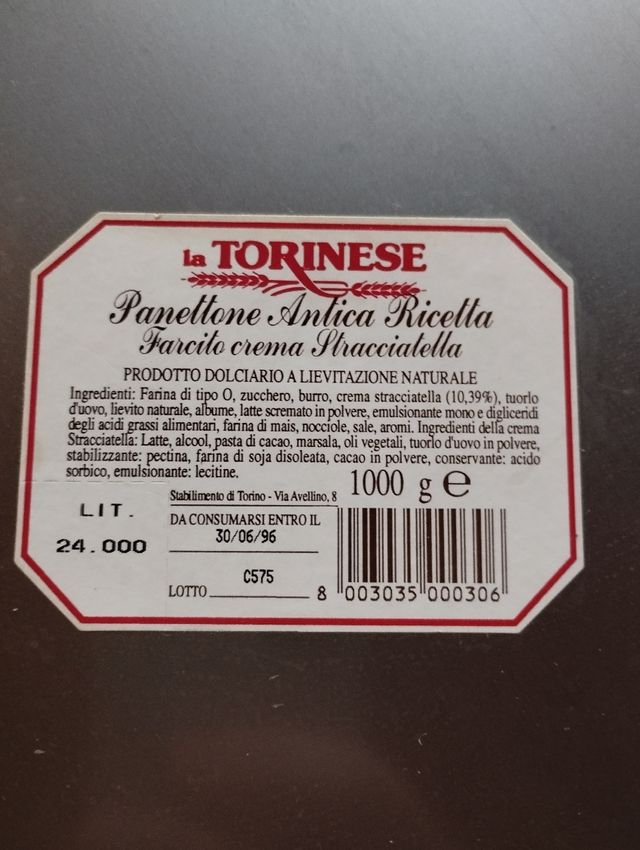 la TORINESE
Panettone Antica Ricetta
Farcito crema Stracciatella
PRODOTTO DOLCIARIO A LIEVITAZIONE NATURALE
Ingredienti: Farina di tipo O, zucchero, burro, crema stracciatella (10,39%), tuorlo
d'uovo, lievito naturale, albume, latte scremato in polvere, emulsionante mono e digliceridi
degli acidi grassi alimentari, farina di mais, nocciole, sale, aromi. Ingredienti della crema
Stracciatella: Latte, alcool, pasta di cacao, marsala, oli vegetali, tuorlo d'uovo in polvere,
stabilizzante: pectina, farina di soja disoleata, cacao in polvere, conservante: acido
sorbico, emulsionante: lecitine.
1000 g e
Stabilimento di Torino - Via Avellino, 8
LIT.
24.000
DA CONSUMARSI ENTRO IL
30/06/96
C575
LOTTO
8 003035 000306